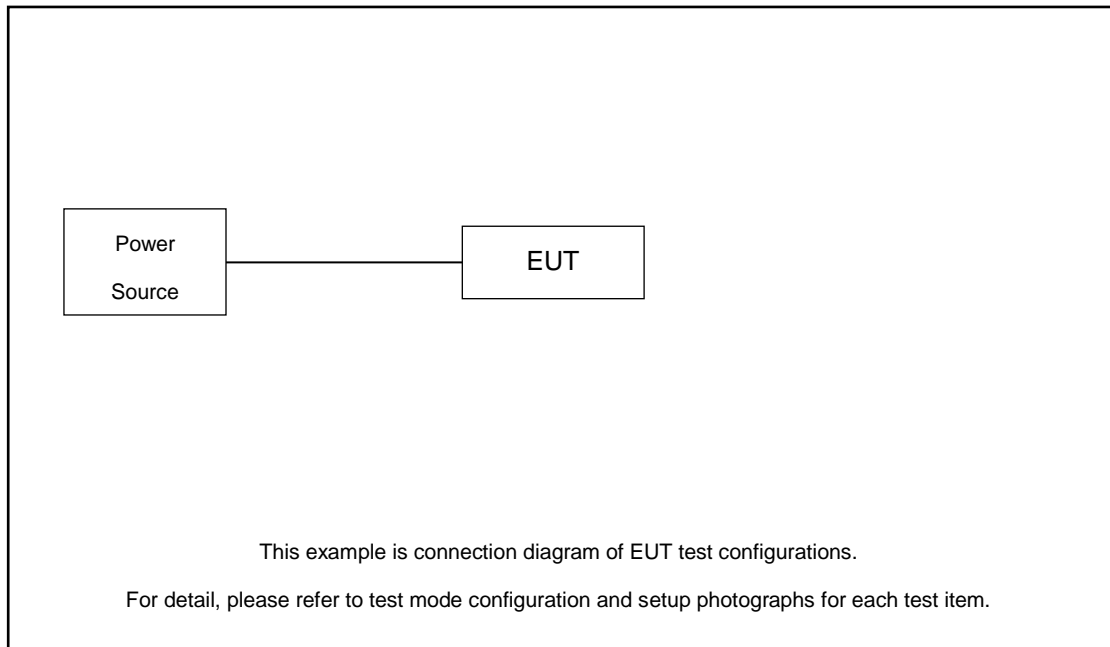 Power
Source
EUT
This example is connection diagram of EUT test configurations.
For detail, please refer to test mode configuration and setup photographs for each test item.